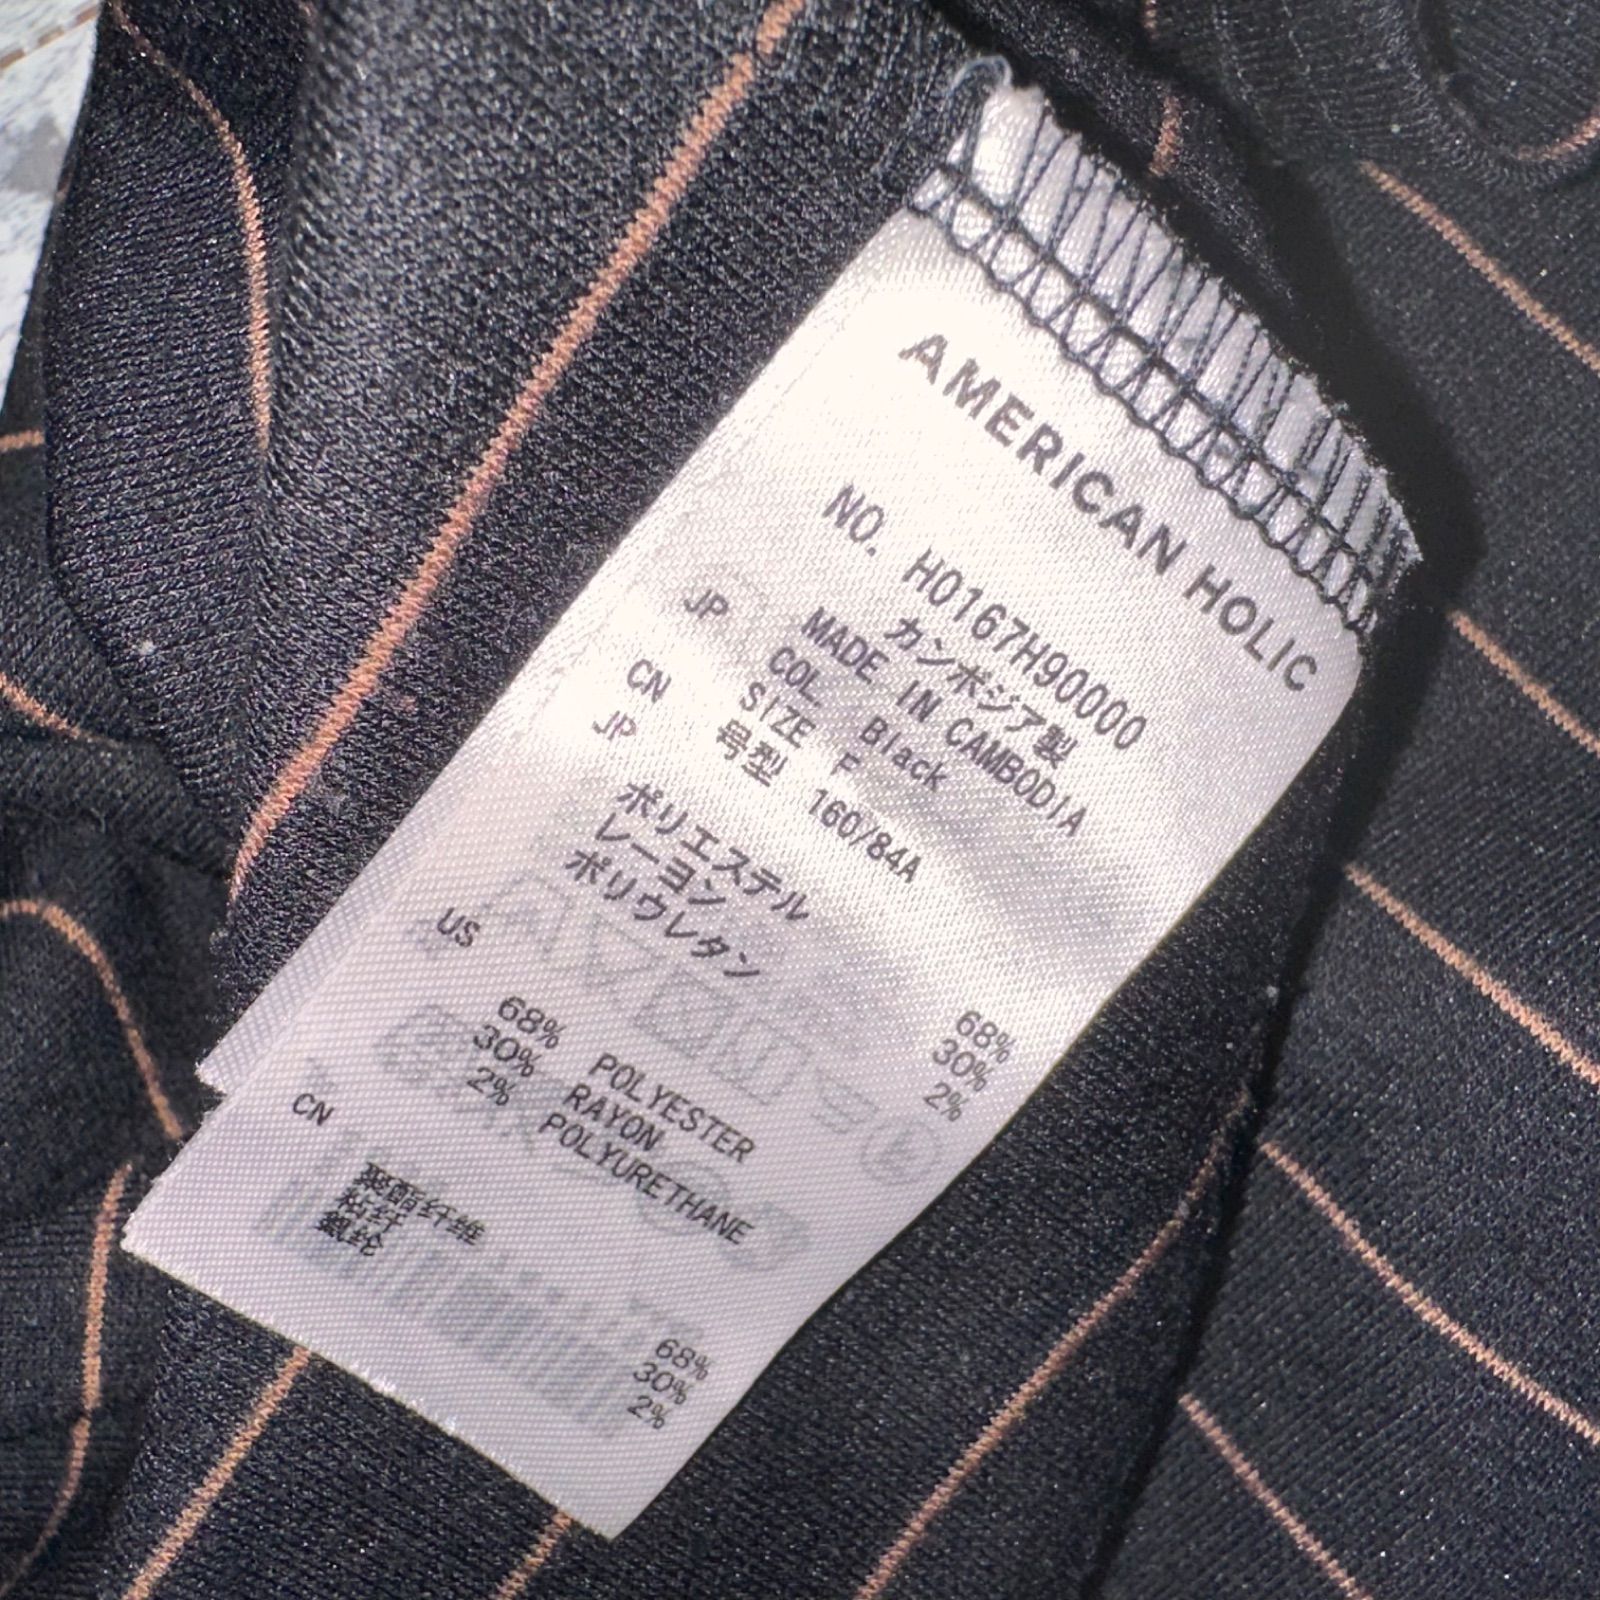 AMERICAN HOLIC
NO. H0167H90000
カンボジア製
MADE IN CAMBODIA
JP COL Black
SIZE F
CN 号型 160/84A
JP
ポリエステル 68%
レーヨン 30%
ポリウレタン 2%
US
68% POLYESTER
30% RAYON
2% POLYURETHANE
CN
聚酯纤维 68%
粘纤 30%
氨纶 2%